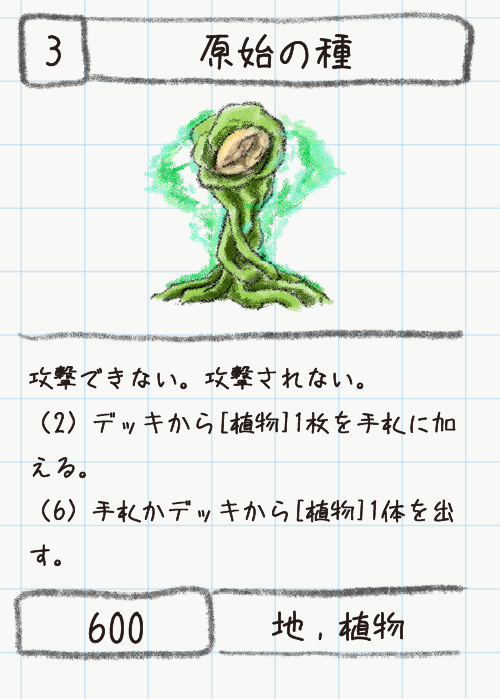 3
原始の種
攻撃できない。攻撃されない。
（2）デッキから[植物]1枚を手札に加
える。
（6）手札かデッキから[植物]1体を出
す。
600
地，植物